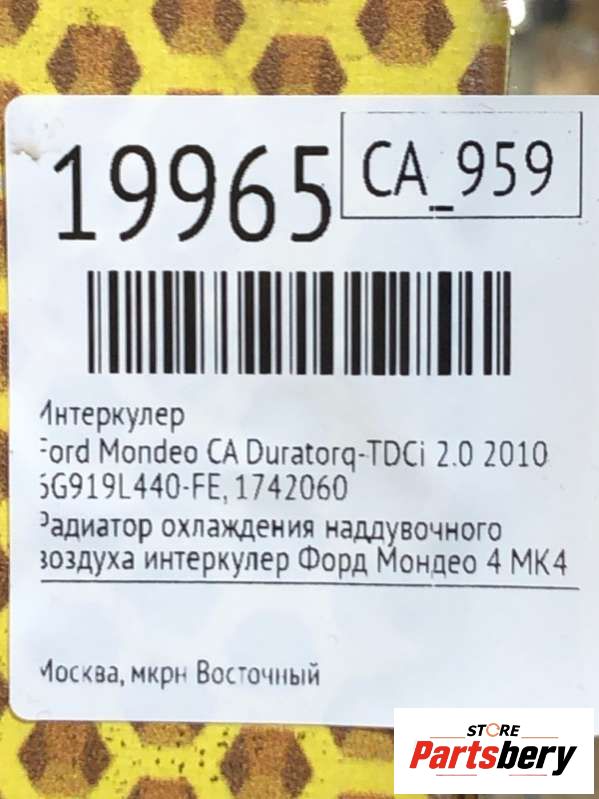 19965
CA_959
Интеркулер
Ford Mondeo CA Duratorq-TDCi 2.0 2010
6G919L440-FE, 1742060
Радиатор охлаждения наддувочного
воздуха интеркулер Форд Мондео 4 МК4
Москва, мкрн Восточный
STORE
Partsbery